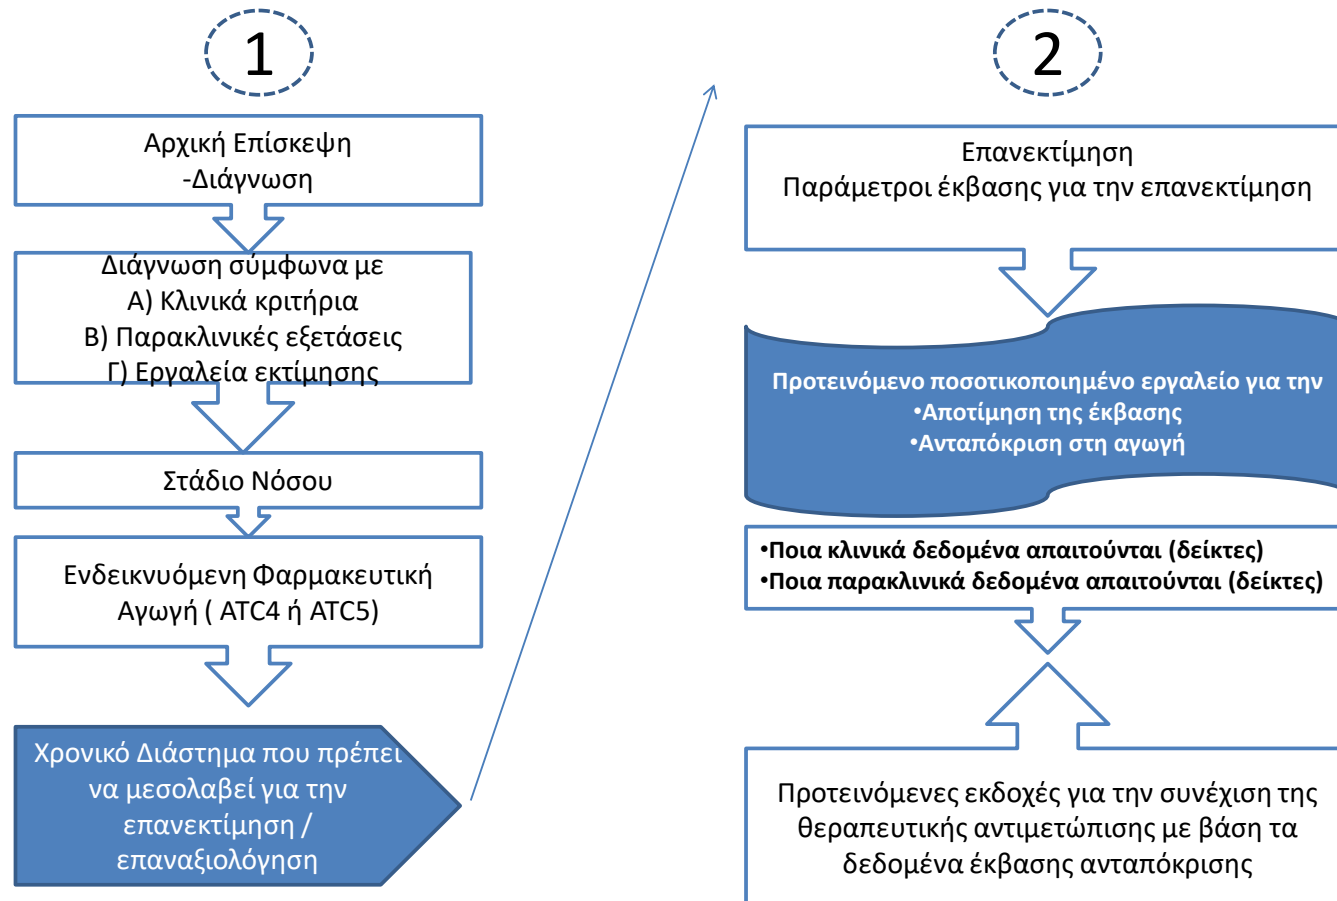 1
Αρχική Επίσκεψη
-Διάγνωση
Διάγνωση σύμφωνα με
Α) Κλινικά κριτήρια
Β) Παρακλινικές εξετάσεις
Γ) Εργαλεία εκτίμησης
Στάδιο Νόσου
Ενδεικνυόμενη Φαρμακευτική
Αγωγή ( ATC4 ή ATC5)
Χρονικό Διάστημα που πρέπει
να μεσολαβεί για την
επανεκτίμηση /
επαναξιολόγηση
2
Επανεκτίμηση
Παράμετροι έκβασης για την επανεκτίμηση
Προτεινόμενο ποσοτικοποιημένο εργαλείο για την
•Αποτίμηση της έκβασης
•Ανταπόκριση στη αγωγή
•Ποια κλινικά δεδομένα απαιτούνται (δείκτες)
•Ποια παρακλινικά δεδομένα απαιτούνται (δείκτες)
Προτεινόμενες εκδοχές για την συνέχιση της
θεραπευτικής αντιμετώπισης με βάση τα
δεδομένα έκβασης ανταπόκρισης